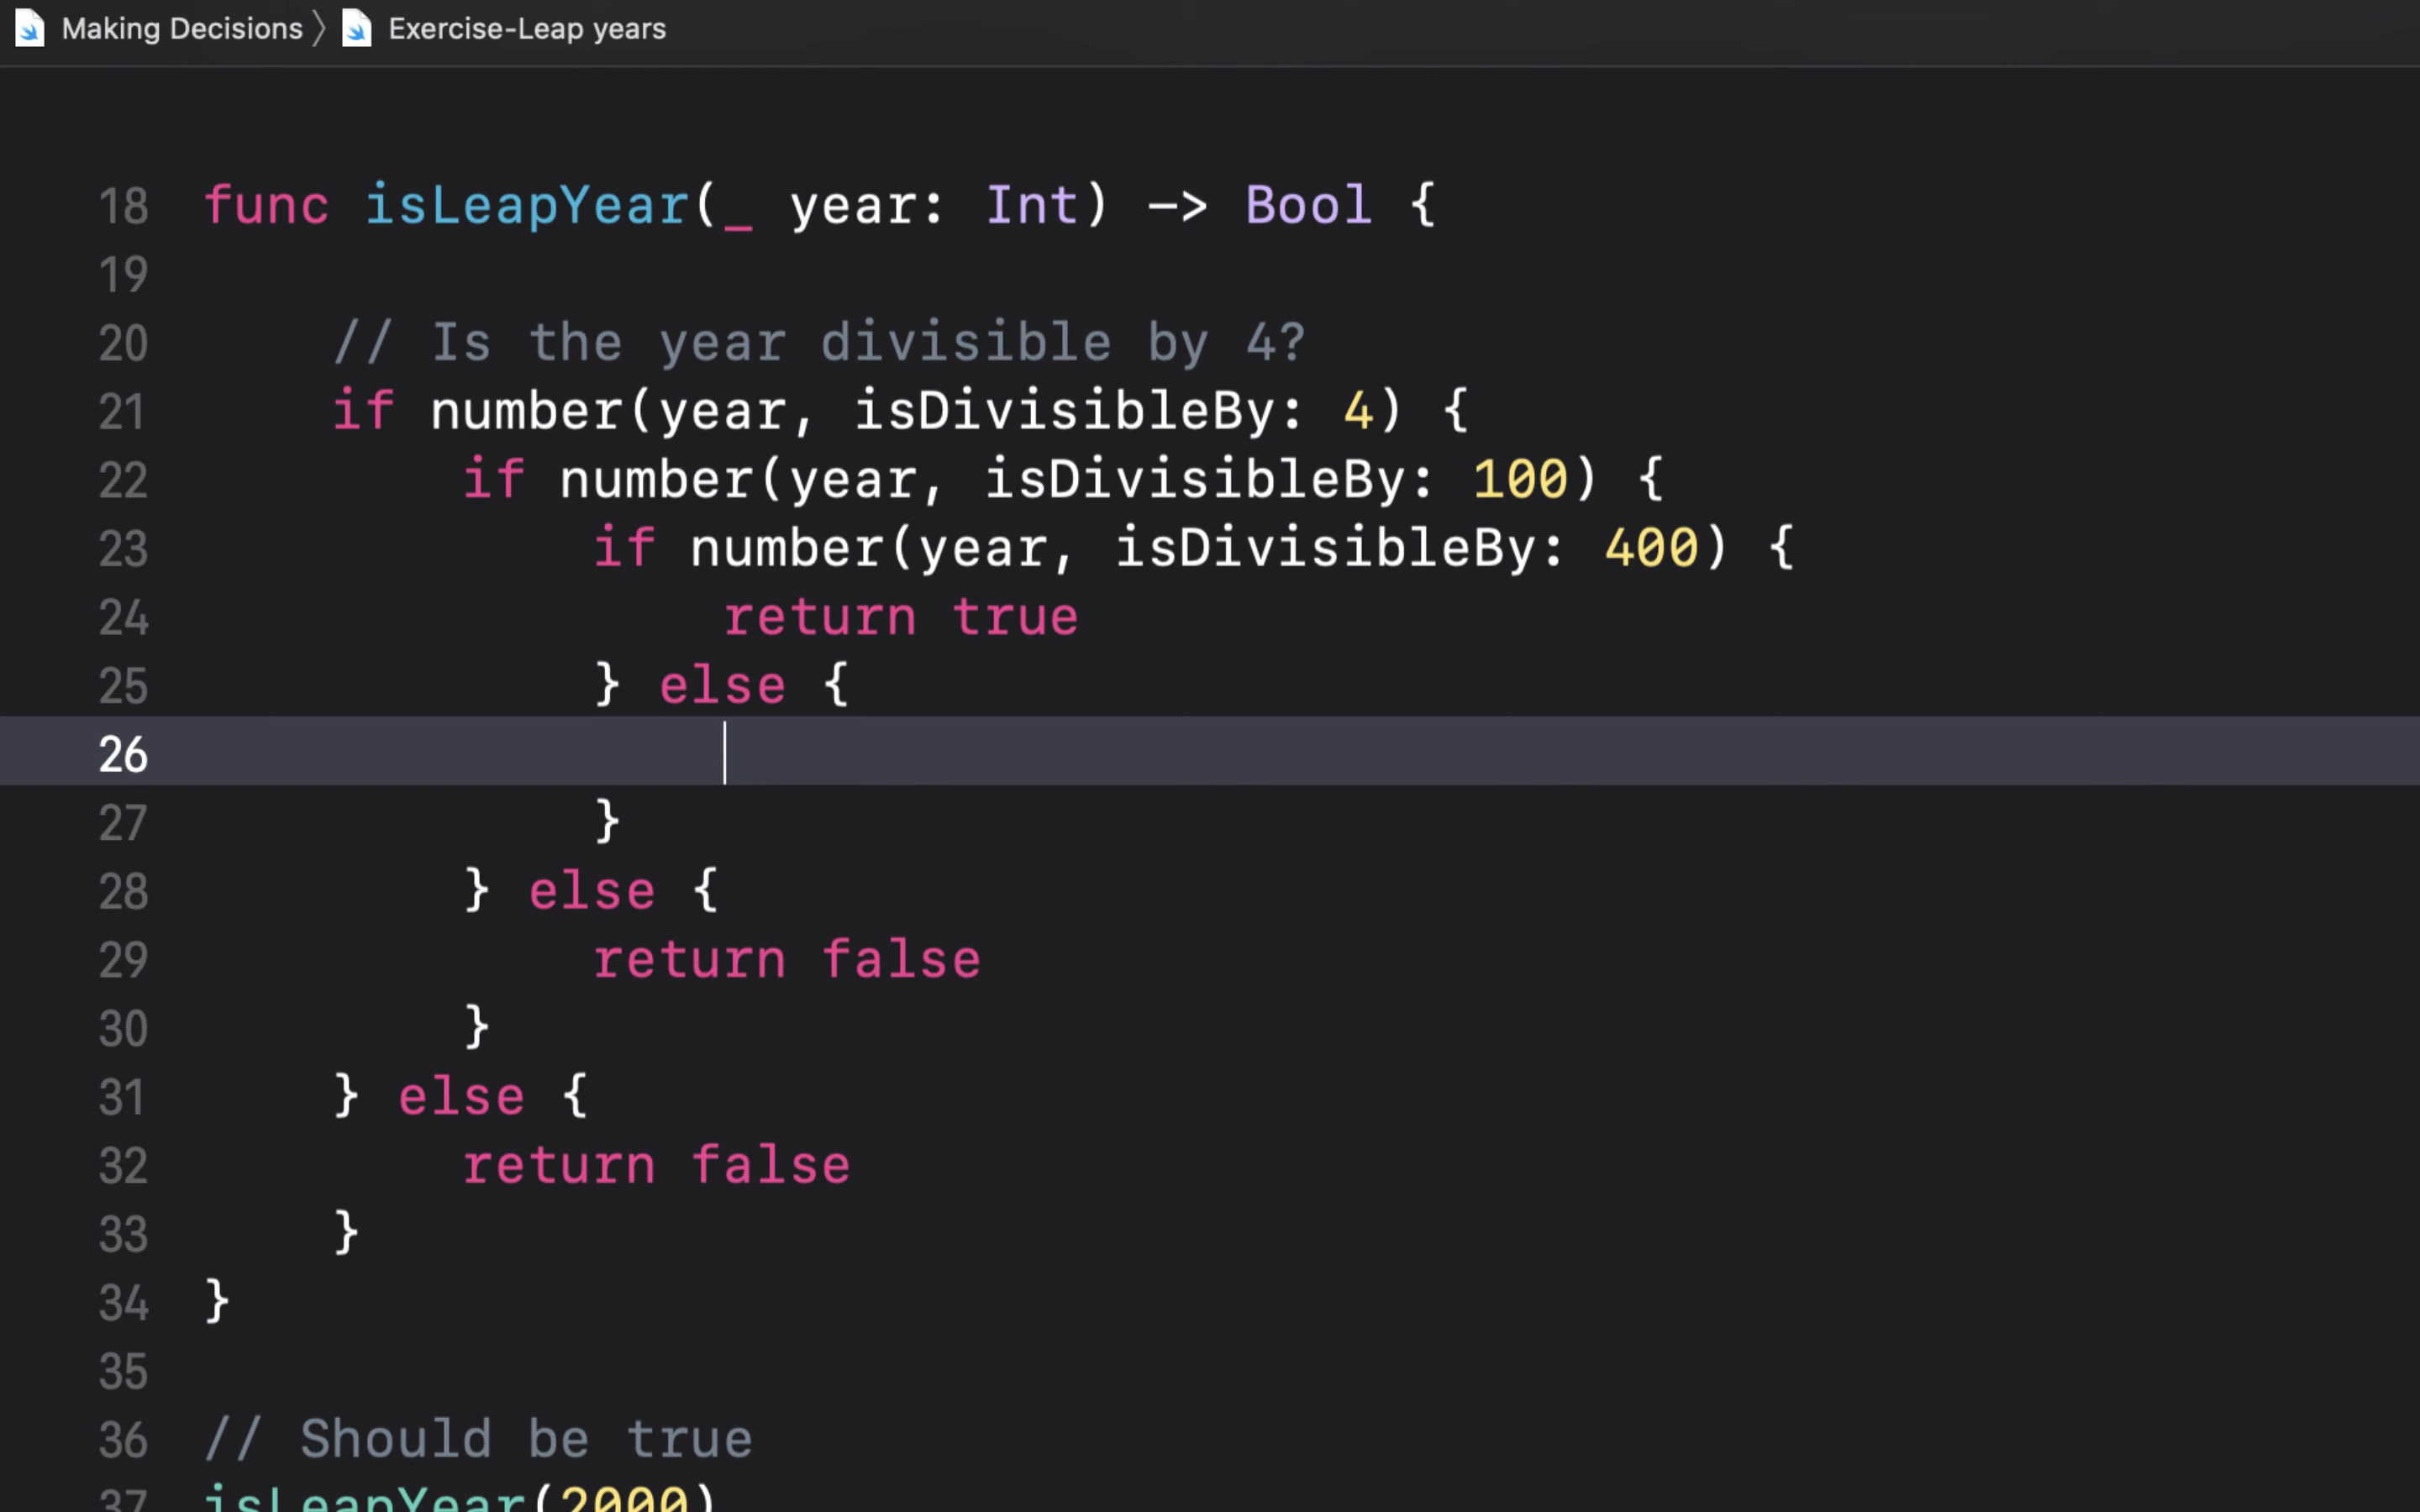 Making Decisions 〉 Exercise-Leap years
18 func isLeapYear(_ year: Int) -> Bool {
19
20 // Is the year divisible by 4?
21 if number(year, isDivisibleBy: 4) {
22 if number(year, isDivisibleBy: 100) {
23 if number(year, isDivisibleBy: 400) {
24 return true
25 } else {
26
27 }
28 } else {
29 return false
30 }
31 } else {
32 return false
33 }
34 }
35
36 // Should be true
37 isLeapYear(2000)